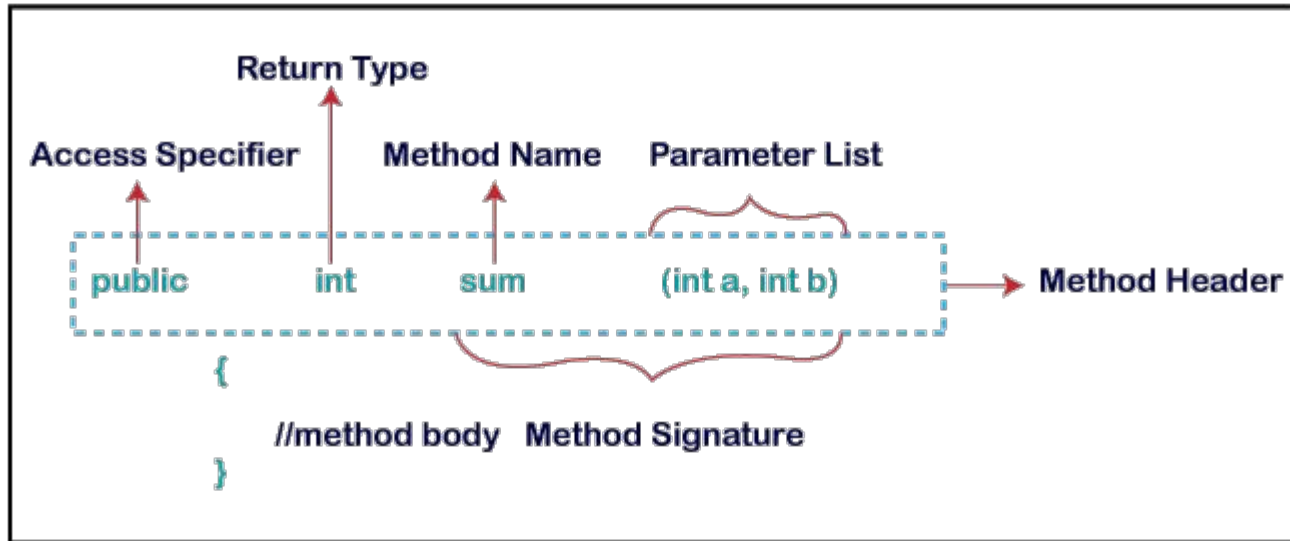 Return Type
Access Specifier Method Name Parameter List
public int sum (int a, int b) Method Header
{
//method body Method Signature
}